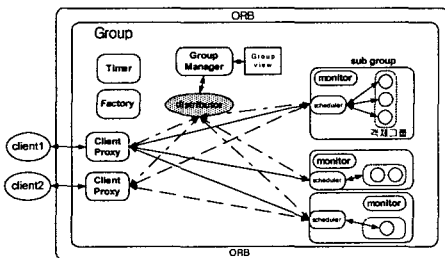 ORB
Group
Timer
Group
Manager
Group
view
sub group
monitor
scheduler
객체그룹
Factory
distributor
client1
Client
Proxy
monitor
scheduler
client2
Client
Proxy
monitor
scheduler
ORB